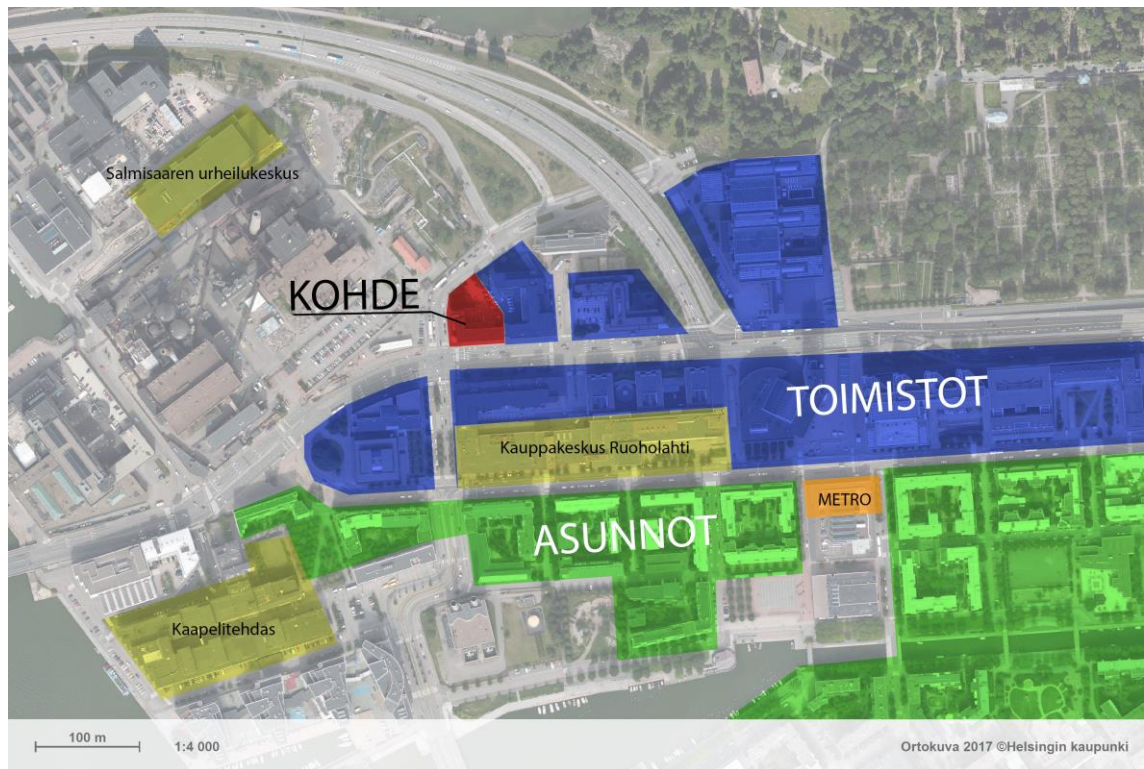 Salmisaaren urheilukeskus
KOHDE
TOIMISTOT
Kauppakeskus Ruoholahti
METRO
ASUNNOT
Kaapelitehdas
100 m
1:4 000
Ortokuva 2017 ©Helsingin kaupunki